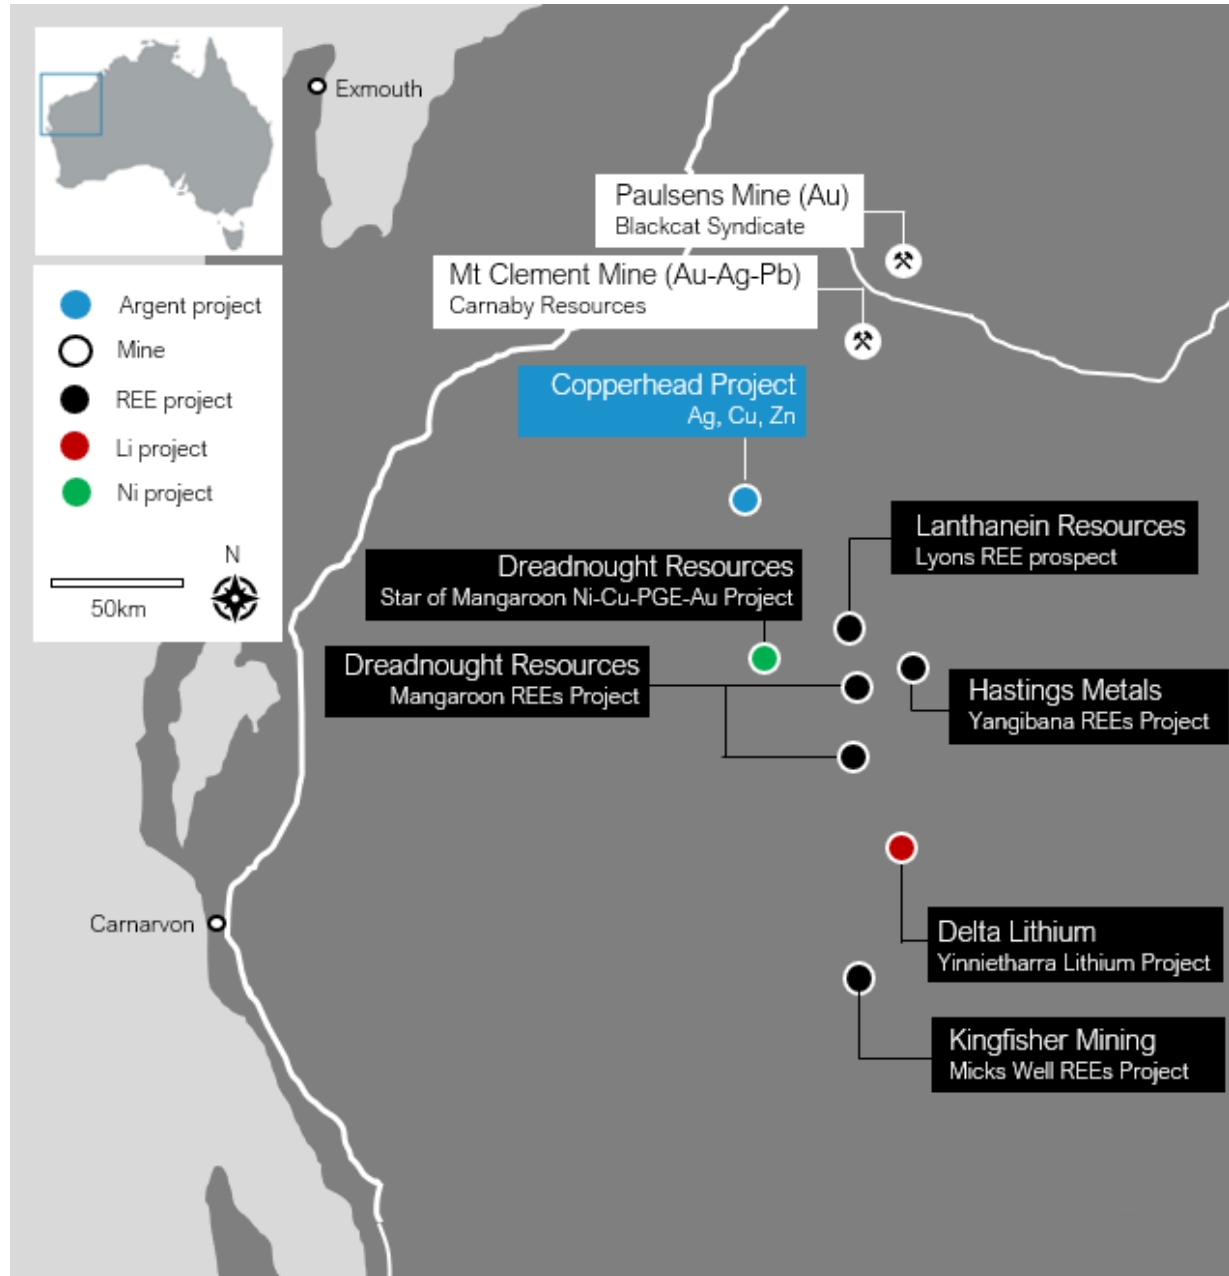 Exmouth
Paulsens Mine (Au)
Blackcat Syndicate
Mt Clement Mine (Au-Ag-Pb)
Carnaby Resources
Argent project
Mine
REE project
Li project
Ni project
N
50km
Copperhead Project
Ag, Cu, Zn
Lanthanein Resources
Lyons REE prospect
Dreadnought Resources
Star of Mangaroon Ni-Cu-PGE-Au Project
Dreadnought Resources
Mangaroon REEs Project
Hastings Metals
Yangibana REEs Project
Carnarvon
Delta Lithium
Yinnietharra Lithium Project
Kingfisher Mining
Micks Well REEs Project